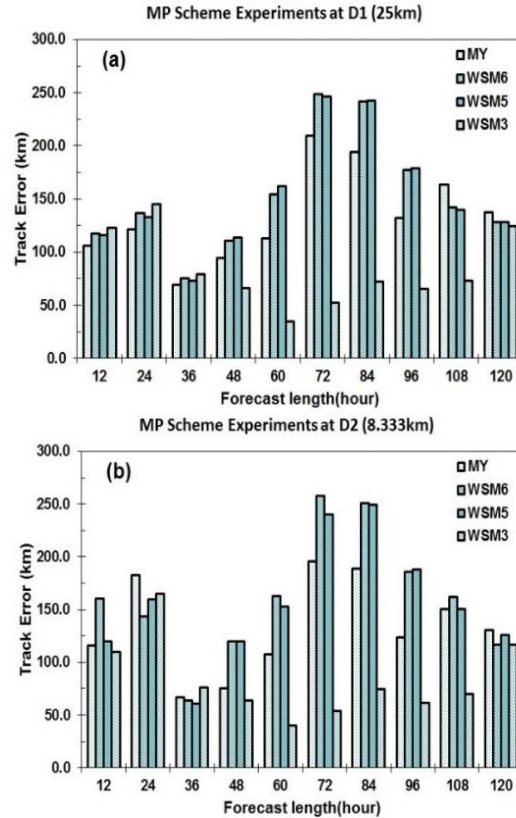 MP Scheme Experiments at D1 (25km)
300.0
(a)
MY
250.0
WSM6
WSM5
200.0
WSM3
150.0
100.0
50.0
0.0
Track Error (km)
12 24 36 48 60 72 84 96 108 120
Forecast length(hour)
MP Scheme Experiments at D2 (8.333km)
300.0
(b)
MY
250.0
WSM6
WSM5
200.0
WSM3
150.0
100.0
50.0
0.0
Track Error (km)
12 24 36 48 60 72 84 96 108 120
Forecast length(hour)